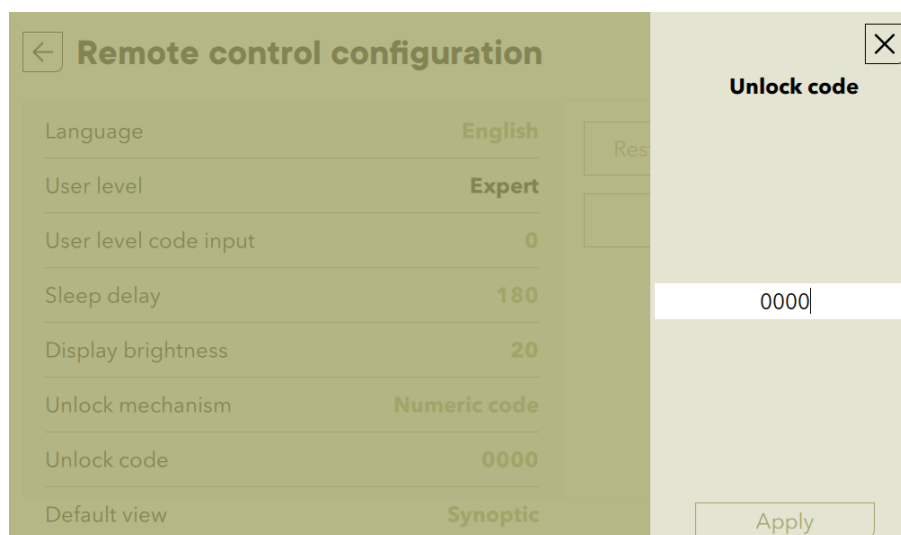 Remote control configuration
Language English
User level Expert
User level code input 0
Sleep delay 180
Display brightness 20
Unlock mechanism Numeric code
Unlock code 0000
Default view Synoptic
Res
Unlock code
0000
Apply